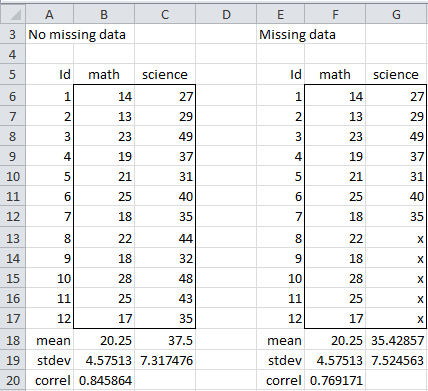 A B C D E F G
3 No missing data Missing data
4
5 Id math science Id math science
6 1 14 27 1 14 27
7 2 13 29 2 13 29
8 3 23 49 3 23 49
9 4 19 37 4 19 37
10 5 21 31 5 21 31
11 6 25 40 6 25 40
12 7 18 35 7 18 35
13 8 22 44 8 22 x
14 9 18 32 9 18 x
15 10 28 48 10 28 x
16 11 25 43 11 25 x
17 12 17 35 12 17 x
18 mean 20.25 37.5 mean 20.25 35.42857
19 stdev 4.57513 7.317476 stdev 4.57513 7.524563
20 correl 0.845864 correl 0.769171